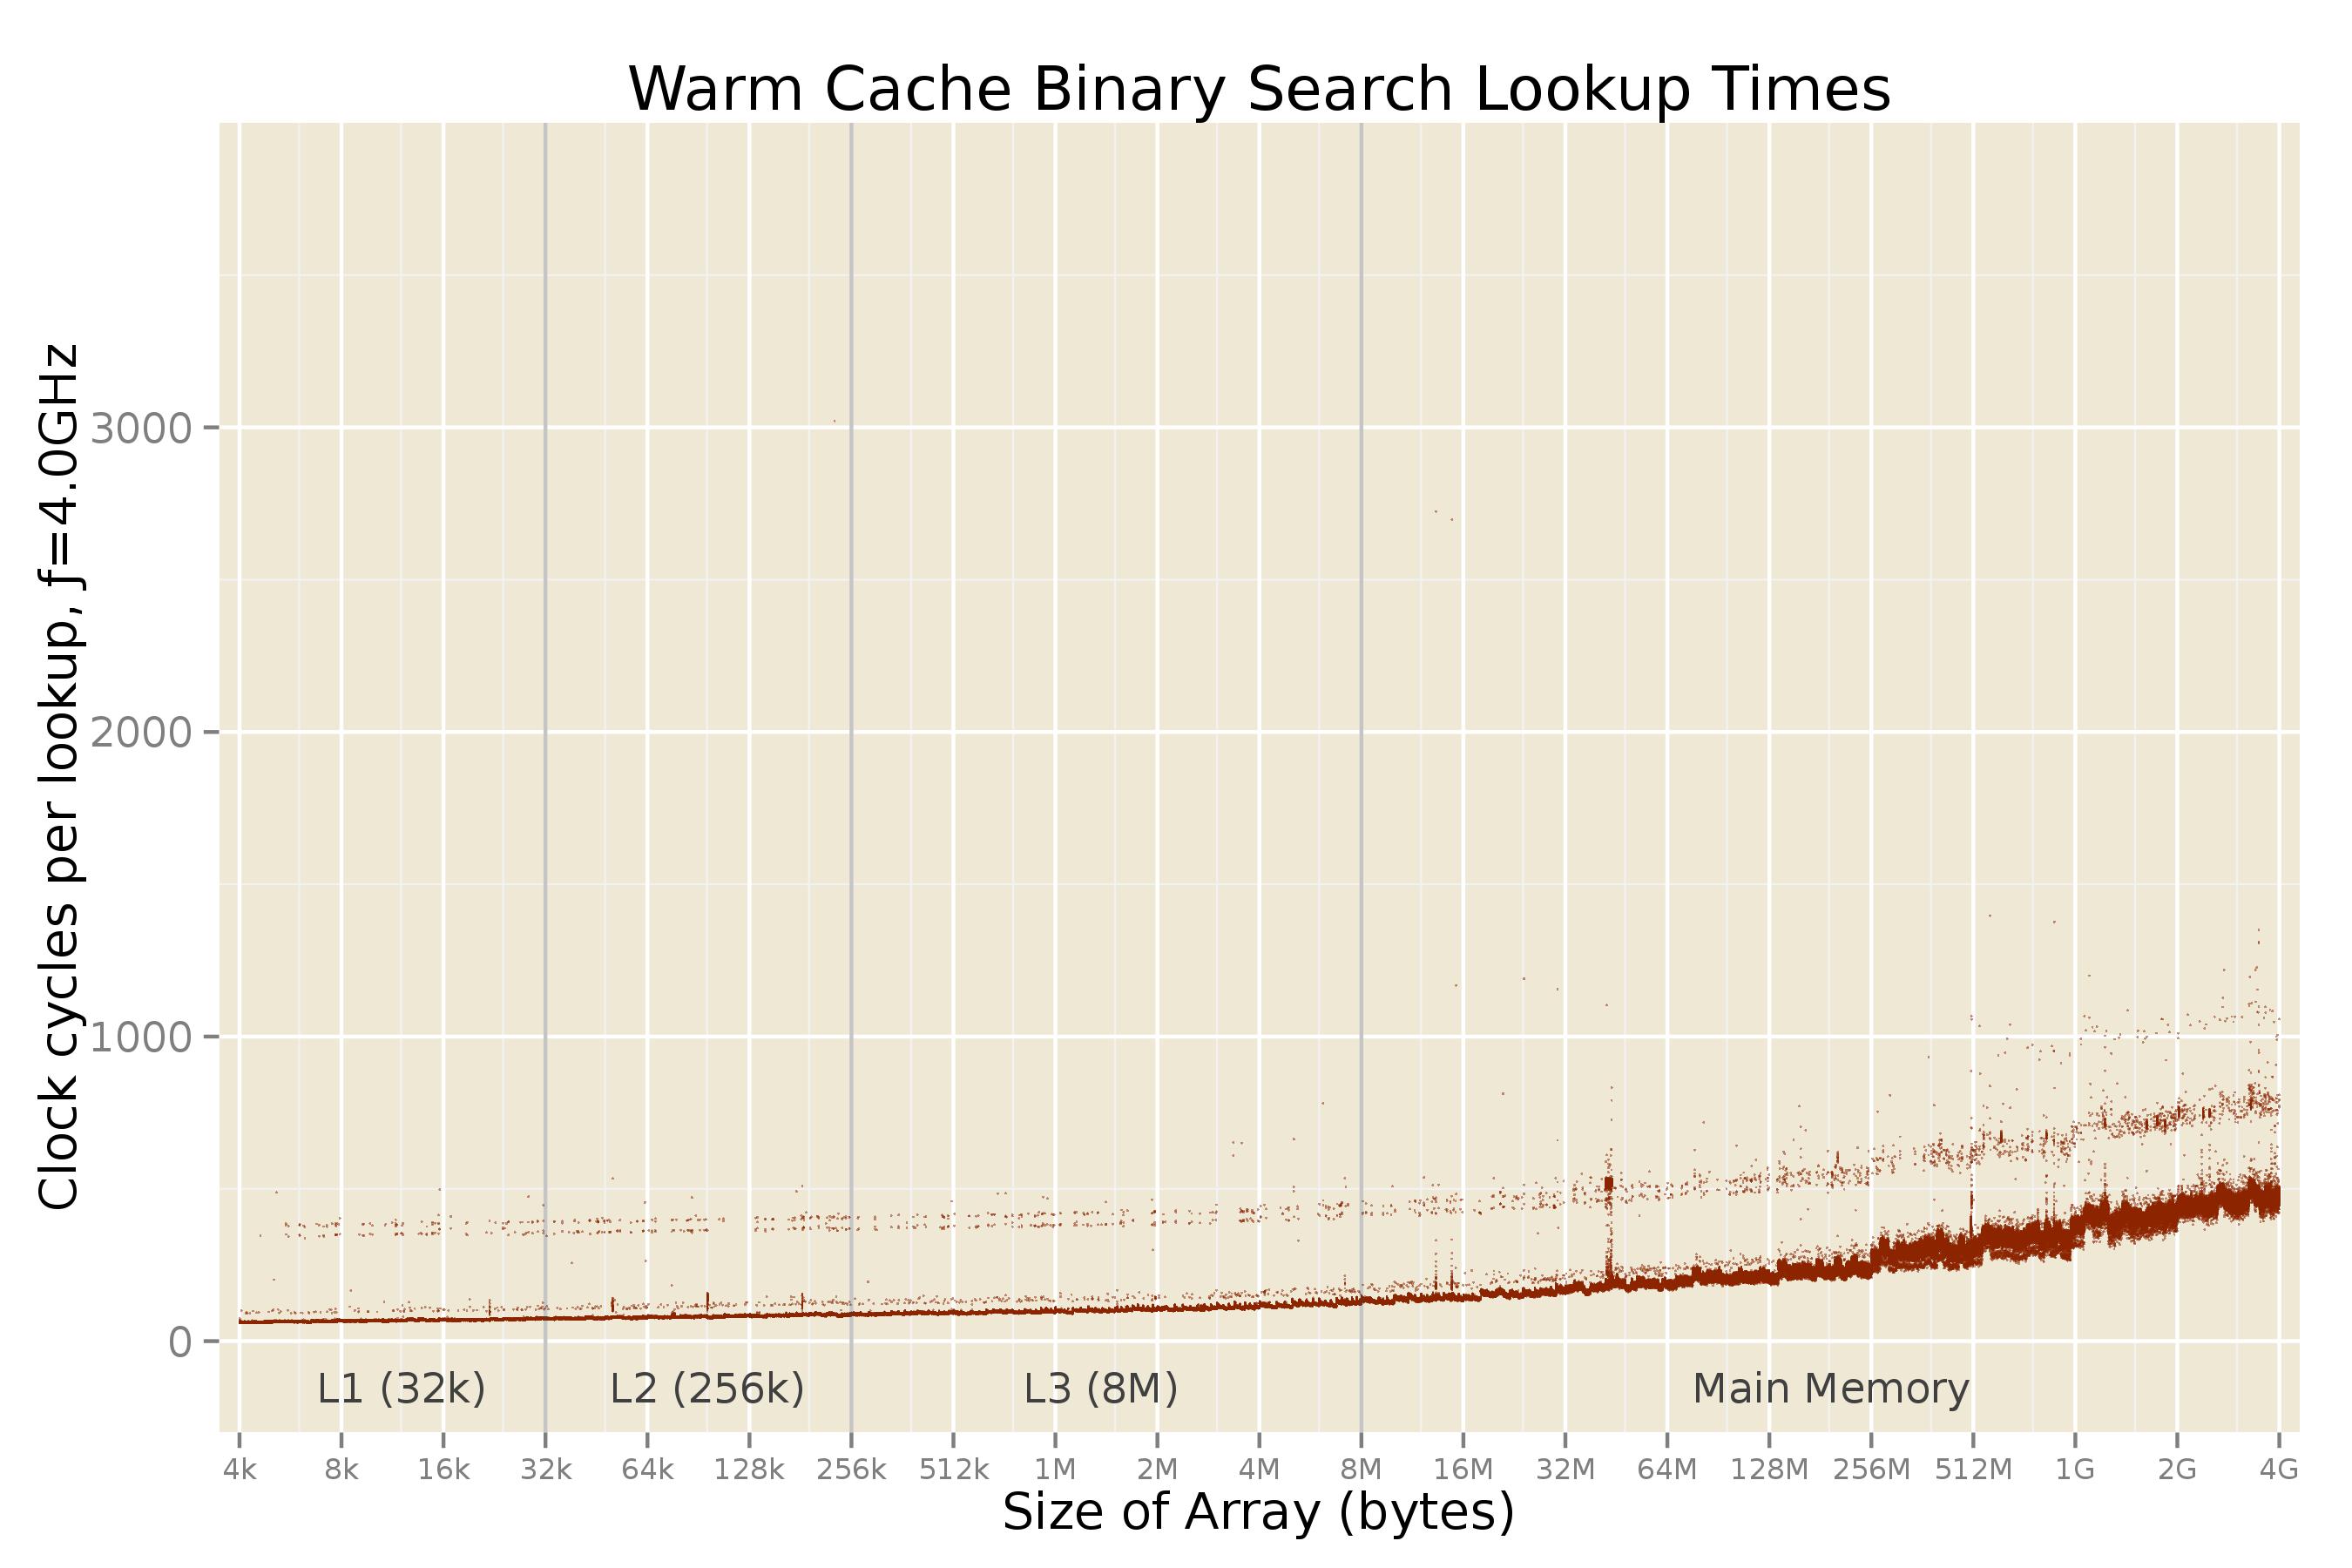 Warm Cache Binary Search Lookup Times
Clock cycles per lookup, ƒ=4.0GHz
3000
2000
1000
0
L1 (32k) L2 (256k) L3 (8M) Main Memory
4k 8k 16k 32k 64k 128k 256k 512k 1M 2M 4M 8M 16M 32M 64M 128M 256M 512M 1G 2G 4G
Size of Array (bytes)